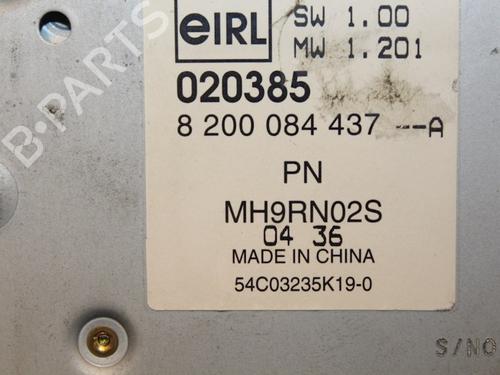 eIRL
SW 1.00
MW 1.201
020385
8 200 084 437 ---A
PN
MH9RN02S
04 36
MADE IN CHINA
54C03235K19-0
S/NO
B-PARTS